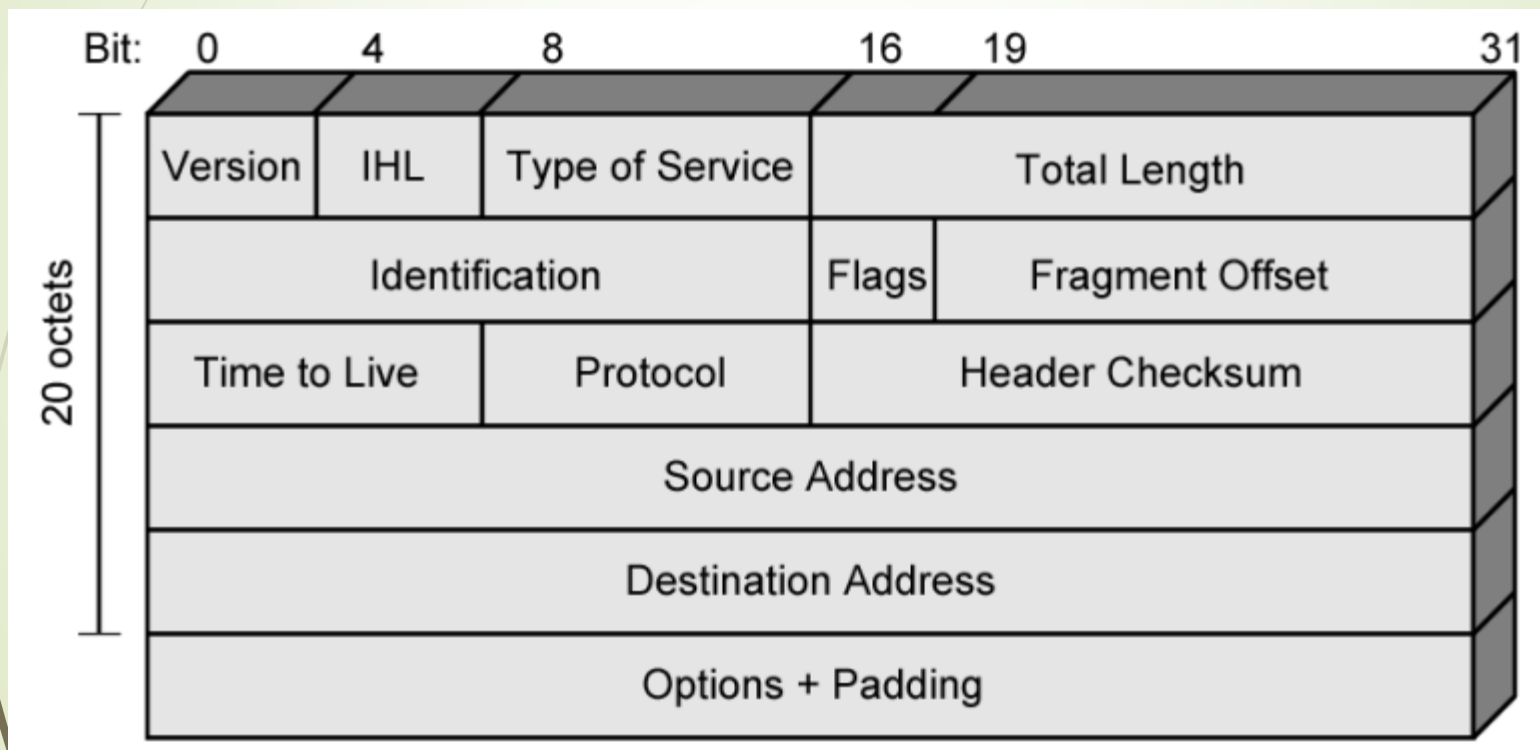 Bit: 0 4 8 16 19 31
Version IHL Type of Service Total Length
Identification Flags Fragment Offset
Time to Live Protocol Header Checksum
Source Address
Destination Address
Options + Padding
20 octets